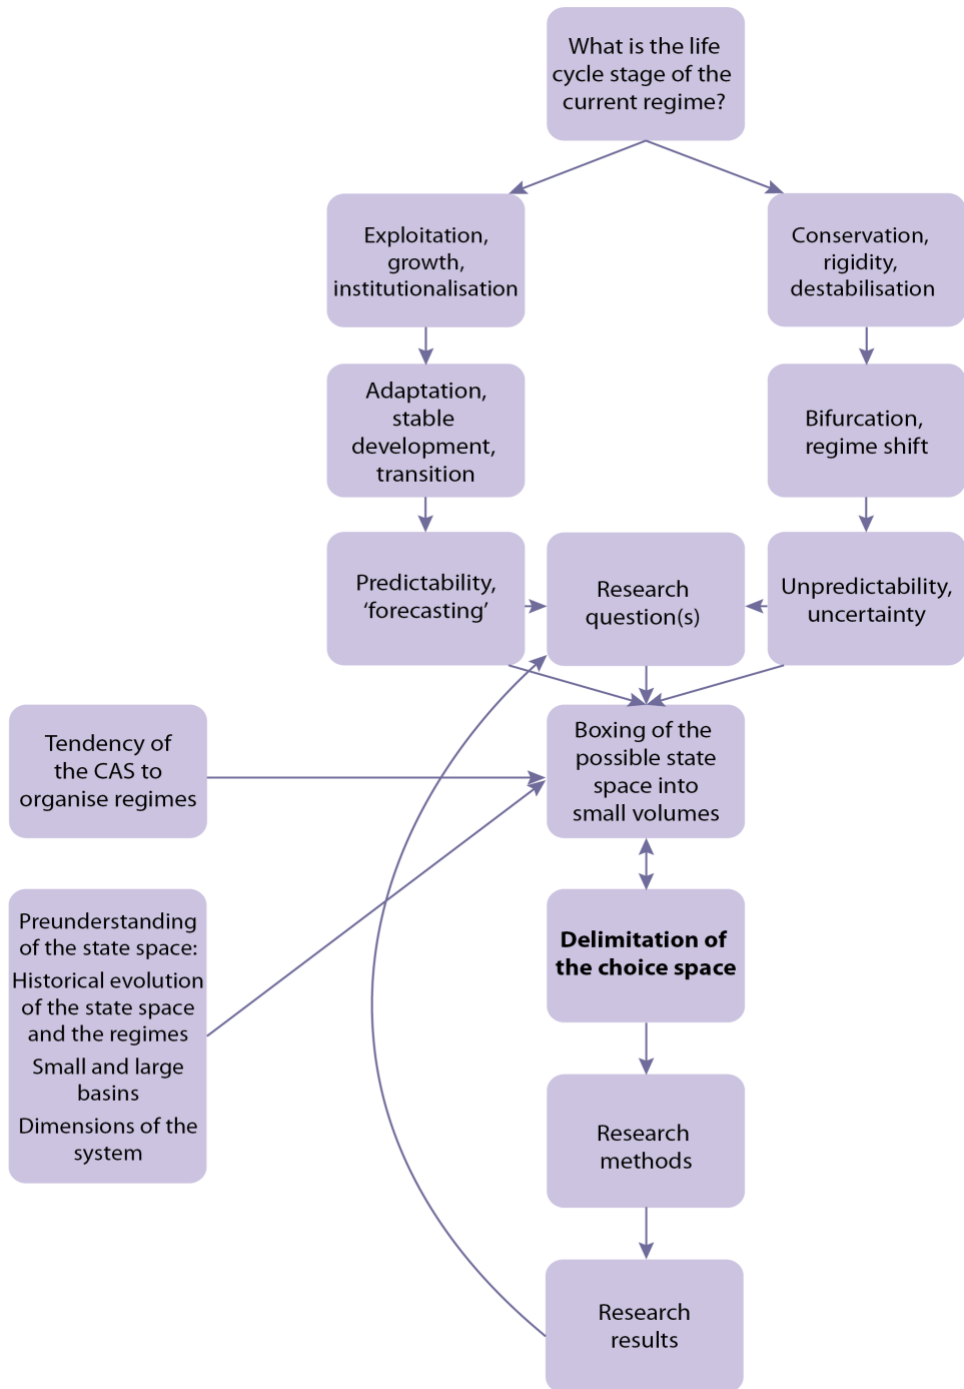 What is the life
cycle stage of the
current regime?
Exploitation,
growth,
institutionalisation
Conservation,
rigidity,
destabilisation
Adaptation,
stable
development,
transition
Bifurcation,
regime shift
Predictability,
‘forecasting’
Research
question(s)
Unpredictability,
uncertainty
Tendency of
the CAS to
organise regimes
Boxing of the
possible state
space into
small volumes
Preunderstanding
of the state space:
Historical evolution
of the state space
and the regimes
Small and large
basins
Dimensions of the
system
Delimitation of
the choice space
Research
methods
Research
results